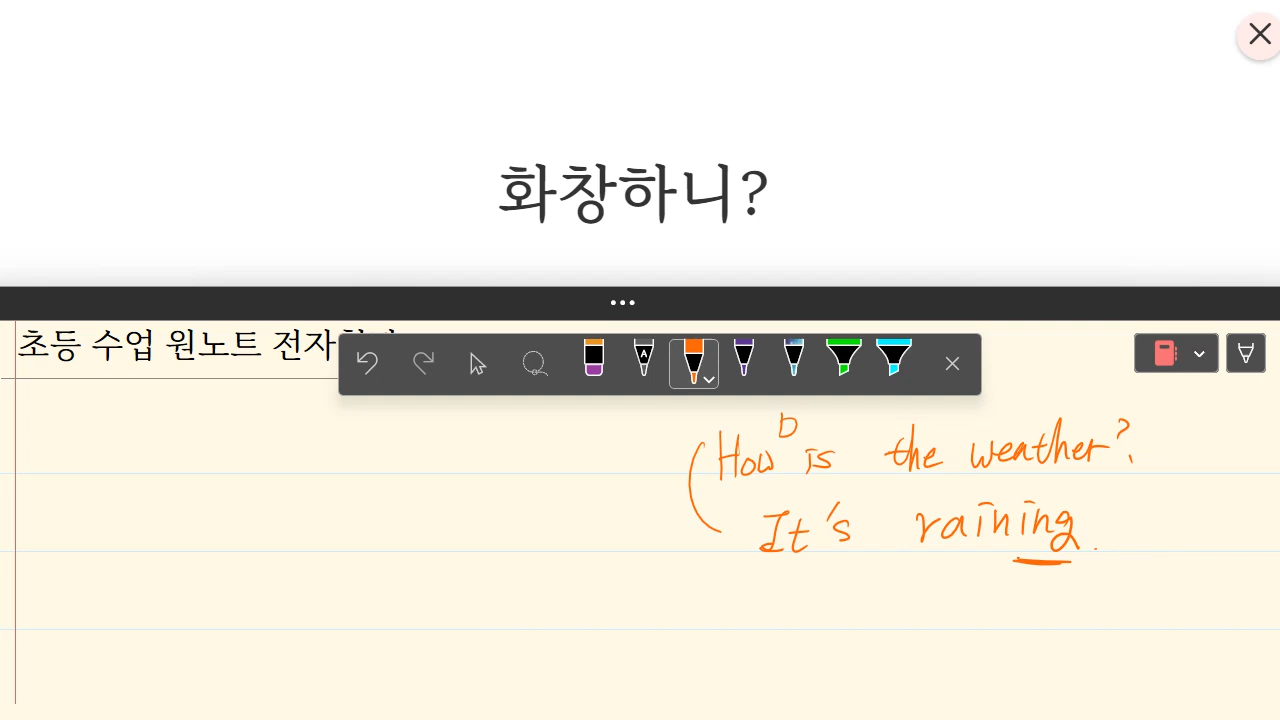 화창하니?
초등 수업 원노트 전자
A
How is the weather?
It's raining.